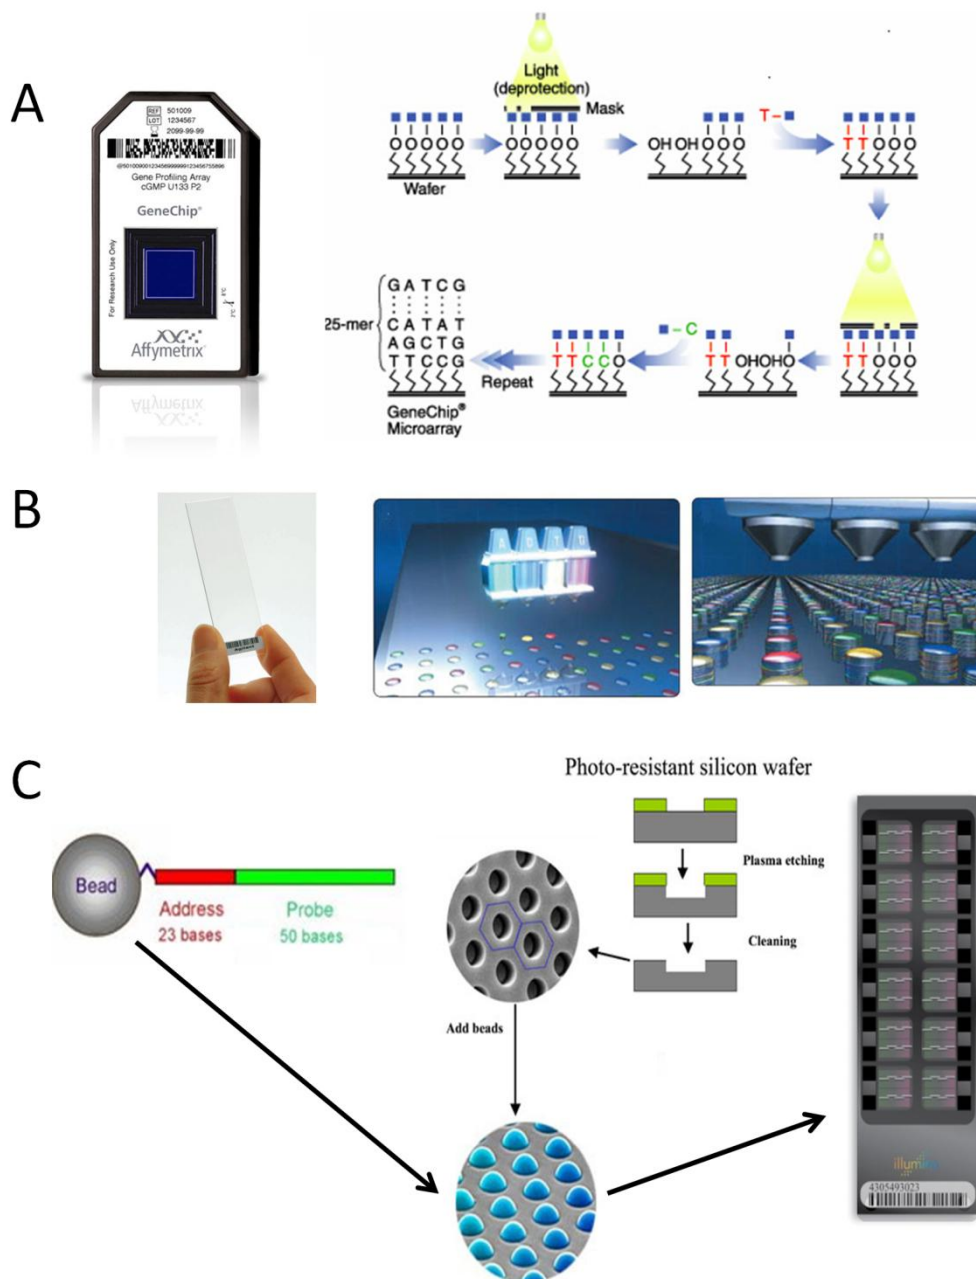 A
REF 501009
LOT 1234567
2099-99-99
Gene Profiling Array
cGMP U133 P2
GeneChip®
For Research Use Only
Affymetrix
Light
(deprotection)
Mask
O O O O O
Wafer
O O O O O
OH OH O O O
T–
T T O O O
T T O O O
T T OH OH O
– C
T T C C O
Repeat
25-mer
G A T C G
C A T A T
A G C T G
T T C C G
GeneChip®
Microarray
B
C
Photo-resistant silicon wafer
Plasma etching
Cleaning
Bead
Address
23 bases
Probe
50 bases
Add beads
illumina
4305493023